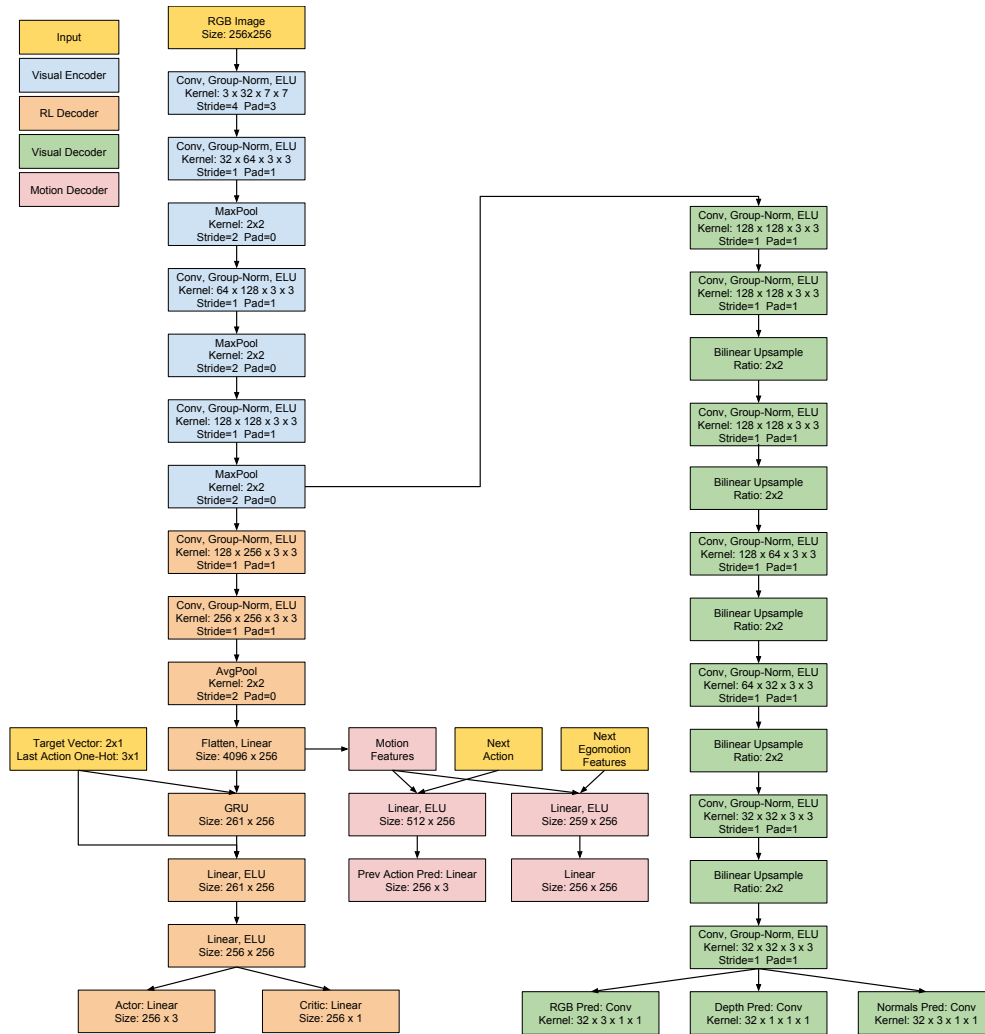 Input
Visual Encoder
RL Decoder
Visual Decoder
Motion Decoder
RGB Image
Size: 256x256
Conv, Group-Norm, ELU
Kernel: 3 x 32 x 7 x 7
Stride=4 Pad=3
Conv, Group-Norm, ELU
Kernel: 32 x 64 x 3 x 3
Stride=1 Pad=1
MaxPool
Kernel: 2x2
Stride=2 Pad=0
Conv, Group-Norm, ELU
Kernel: 64 x 128 x 3 x 3
Stride=1 Pad=1
MaxPool
Kernel: 2x2
Stride=2 Pad=0
Conv, Group-Norm, ELU
Kernel: 128 x 128 x 3 x 3
Stride=1 Pad=1
MaxPool
Kernel: 2x2
Stride=2 Pad=0
Conv, Group-Norm, ELU
Kernel: 128 x 256 x 3 x 3
Stride=1 Pad=1
Conv, Group-Norm, ELU
Kernel: 256 x 256 x 3 x 3
Stride=1 Pad=1
AvgPool
Kernel: 2x2
Stride=2 Pad=0
Target Vector: 2x1
Last Action One-Hot: 3x1
Flatten, Linear
Size: 4096 x 256
GRU
Size: 261 x 256
Linear, ELU
Size: 261 x 256
Linear, ELU
Size: 256 x 256
Actor: Linear
Size: 256 x 3
Critic: Linear
Size: 256 x 1
Motion
Features
Next
Action
Next
Egomotion
Features
Linear, ELU
Size: 512 x 256
Linear, ELU
Size: 259 x 256
Prev Action Pred: Linear
Size: 256 x 3
Linear
Size: 256 x 256
Conv, Group-Norm, ELU
Kernel: 128 x 128 x 3 x 3
Stride=1 Pad=1
Conv, Group-Norm, ELU
Kernel: 128 x 128 x 3 x 3
Stride=1 Pad=1
Bilinear Upsample
Ratio: 2x2
Conv, Group-Norm, ELU
Kernel: 128 x 128 x 3 x 3
Stride=1 Pad=1
Bilinear Upsample
Ratio: 2x2
Conv, Group-Norm, ELU
Kernel: 128 x 64 x 3 x 3
Stride=1 Pad=1
Bilinear Upsample
Ratio: 2x2
Conv, Group-Norm, ELU
Kernel: 64 x 32 x 3 x 3
Stride=1 Pad=1
Bilinear Upsample
Ratio: 2x2
Conv, Group-Norm, ELU
Kernel: 32 x 32 x 3 x 3
Stride=1 Pad=1
Bilinear Upsample
Ratio: 2x2
Conv, Group-Norm, ELU
Kernel: 32 x 32 x 3 x 3
Stride=1 Pad=1
RGB Pred: Conv
Kernel: 32 x 3 x 1 x 1
Depth Pred: Conv
Kernel: 32 x 1 x 1 x 1
Normals Pred: Conv
Kernel: 32 x 3 x 1 x 1